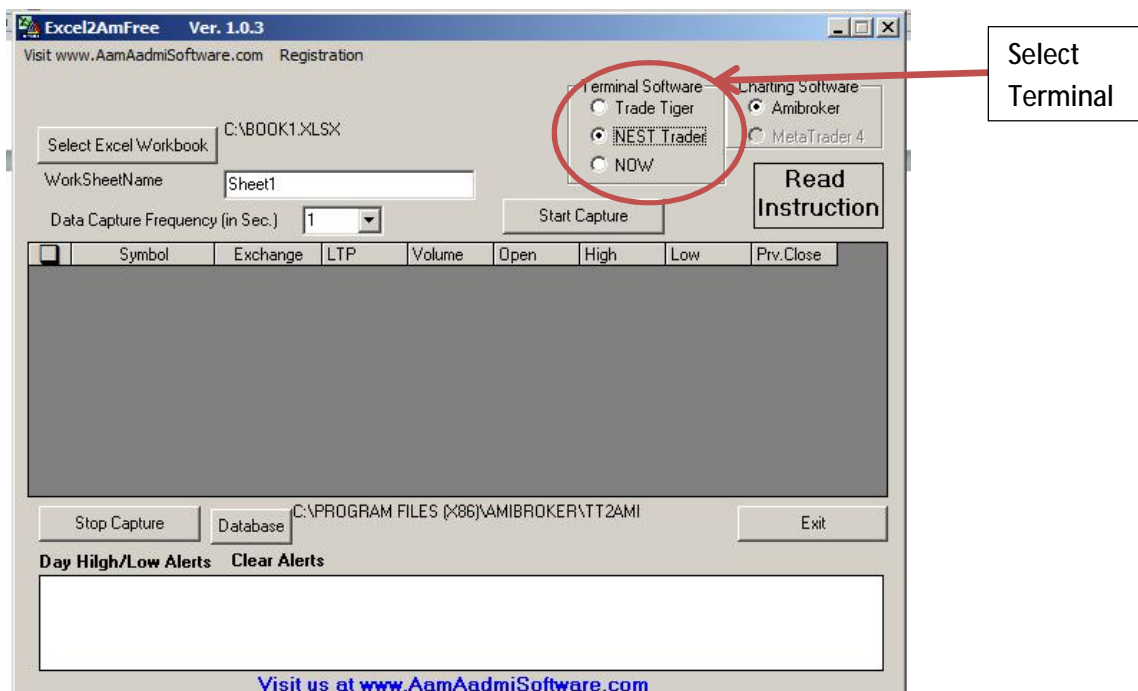 Excel2AmFree Ver. 1.0.3
Visit www.AamAadmiSoftware.com Registration
Select
Terminal
Terminal Software
Trade Tiger
NEST Trader
NOW
Charting Software
Amibroker
MetaTrader 4
Select Excel Workbook
C:\BOOK1.XLSX
WorkSheetName
Sheet1
Read
Instruction
Data Capture Frequency (in Sec.)
1
Start Capture
Symbol Exchange LTP Volume Open High Low Prv.Close
Stop Capture
Database
C:\PROGRAM FILES (X86)\AMIBROKER\TT2AMI
Exit
Day Hilgh/Low Alerts Clear Alerts
Visit us at www.AamAadmiSoftware.com